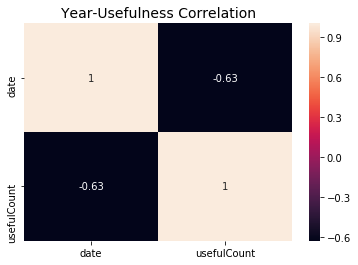 Year-Usefulness Correlation
date
1
-0.63
usefulCount
-0.63
1
date
usefulCount
0.9
0.6
0.3
0.0
-0.3
-0.6